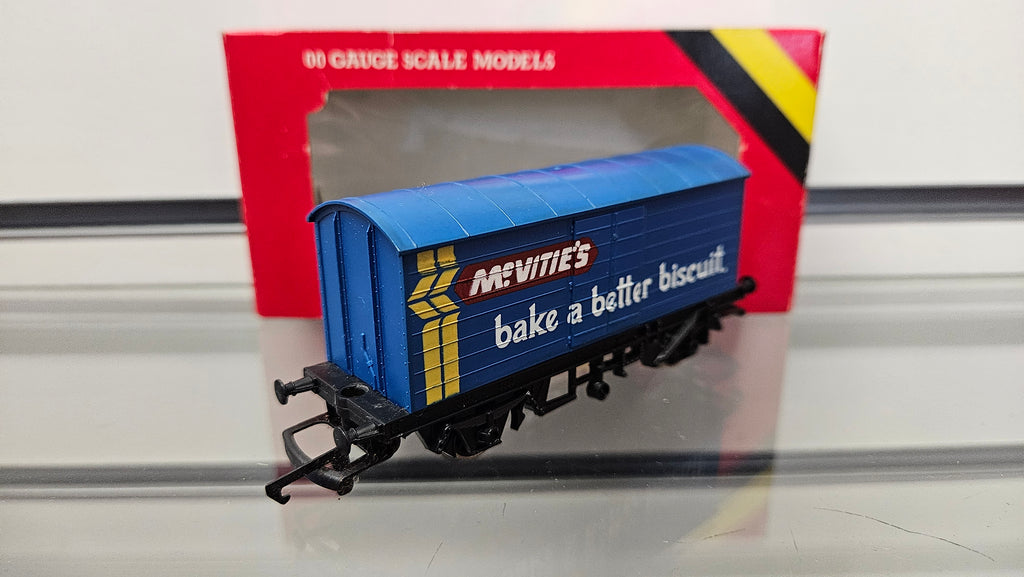 00 GAUGE SCALE MODELS
McVITIE'S
bake a better biscuit.